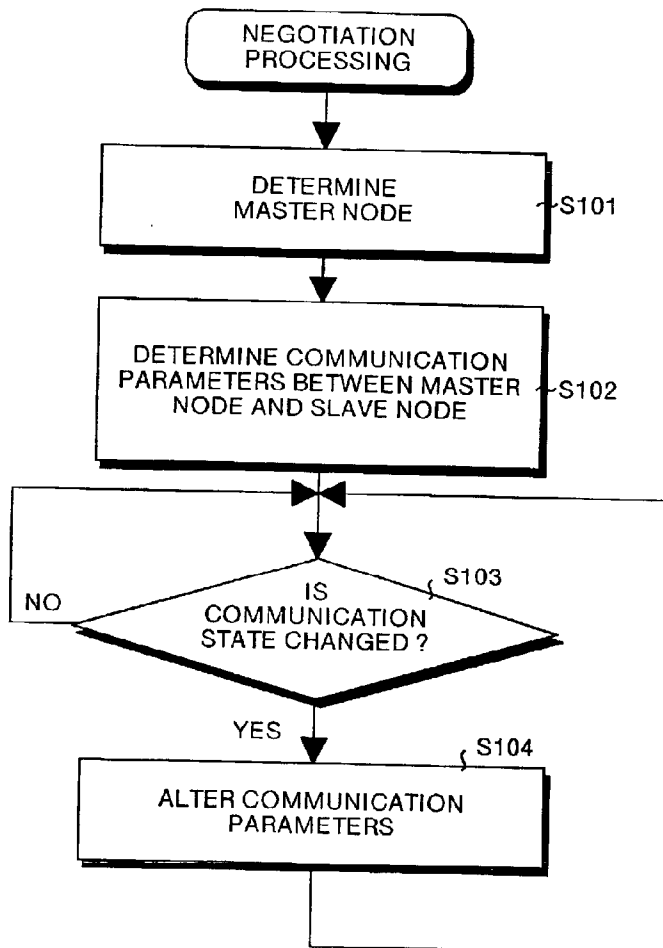 NEGOTIATION
PROCESSING
DETERMINE
MASTER NODE
S101
DETERMINE COMMUNICATION
PARAMETERS BETWEEN MASTER
NODE AND SLAVE NODE
S102
S103
IS
COMMUNICATION
STATE CHANGED ?
NO
YES
S104
ALTER COMMUNICATION
PARAMETERS